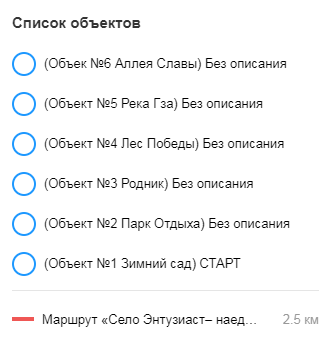 Список объектов
(Объек №6 Аллея Славы) Без описания
(Объект №5 Река Гза) Без описания
(Объект №4 Лес Победы) Без описания
(Объект №3 Родник) Без описания
(Объект №2 Парк Отдыха) Без описания
(Объект №1 Зимний сад) СТАРТ
Маршрут «Село Энтузиаст– наед... 2.5 км